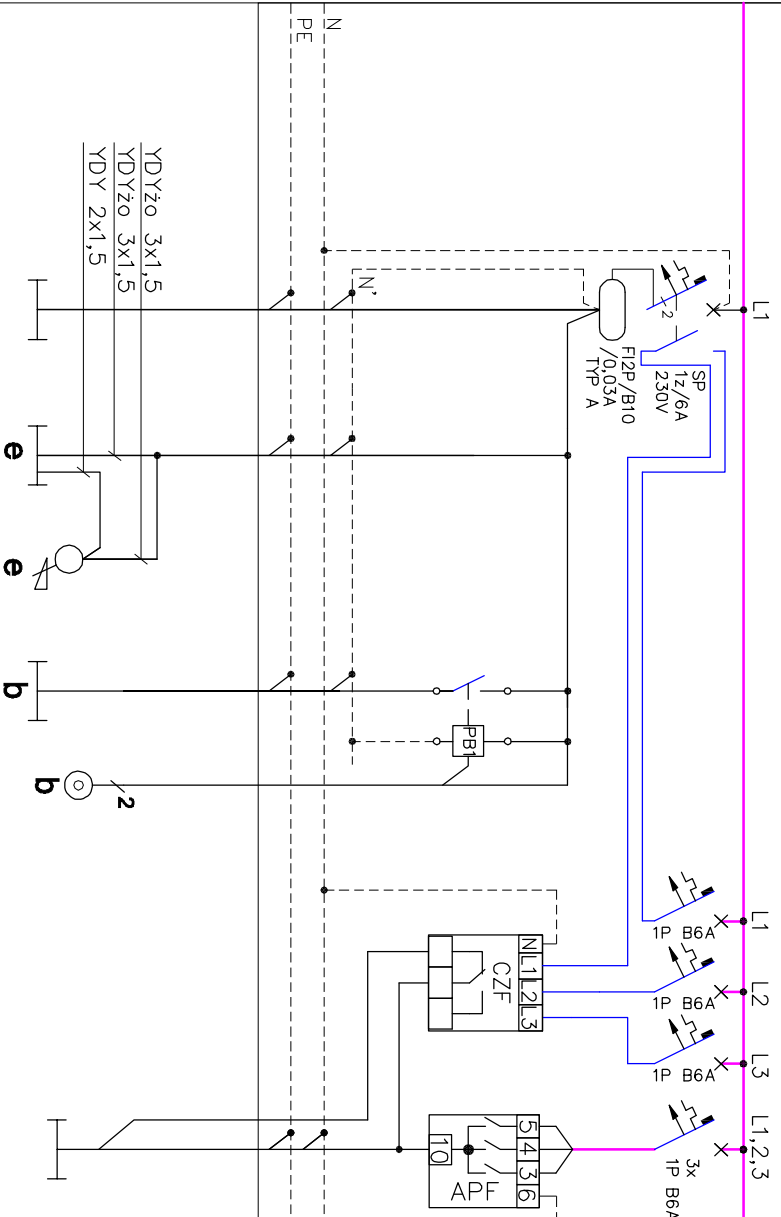 N
PE
L1
SP
1z/6A
230V
2
FI2P/B10
/0,03A
TYP A
N'
YDYżo 3x1,5
YDYżo 3x1,5
YDY 2x1,5
e
e
b
PB1
b
2
L1
1P B6A
L2
1P B6A
L3
1P B6A
L1,2,3
3x
1P B6A
N
L1
L2
L3
CZF
5
4
3
6
10
APF